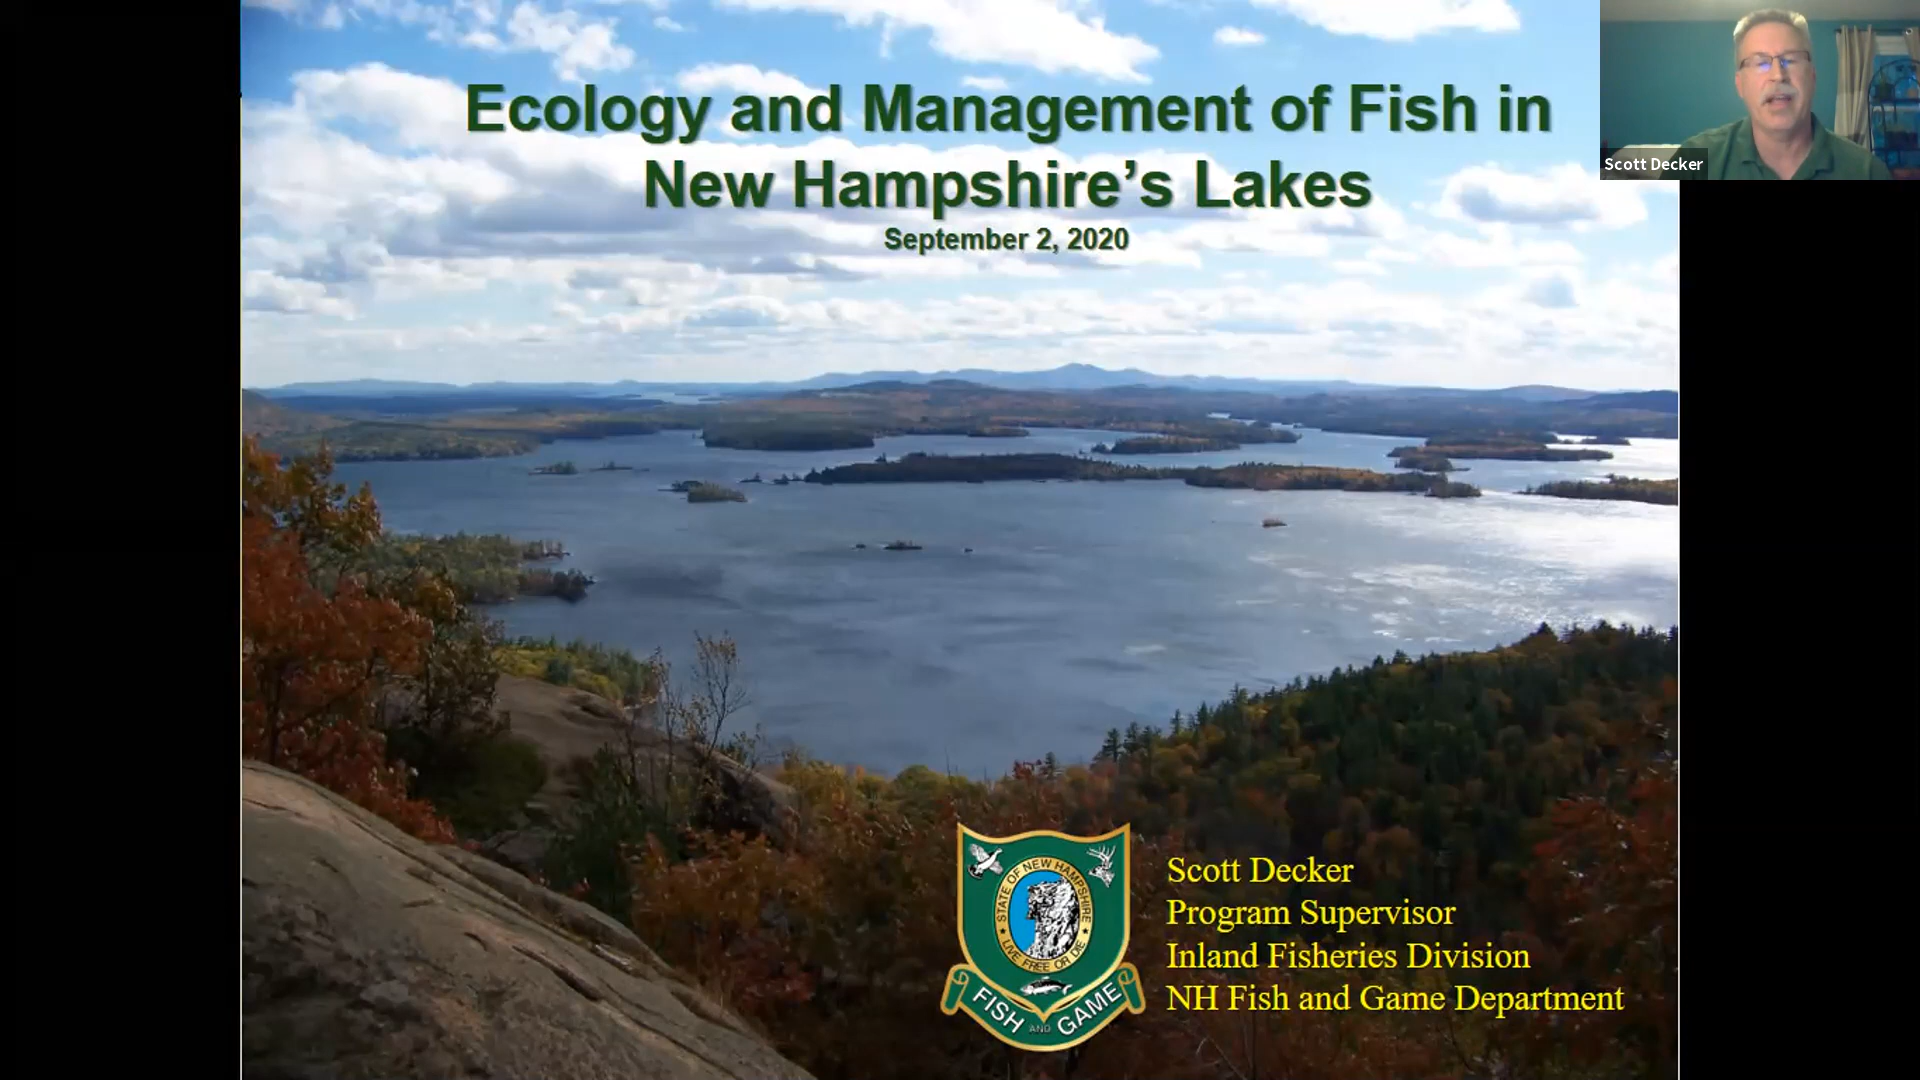 Ecology and Management of Fish in
New Hampshire’s Lakes
September 2, 2020
Scott Decker
STATE OF NEW HAMPSHIRE
LIVE FREE OR DIE
FISH AND GAME
Scott Decker
Program Supervisor
Inland Fisheries Division
NH Fish and Game Department